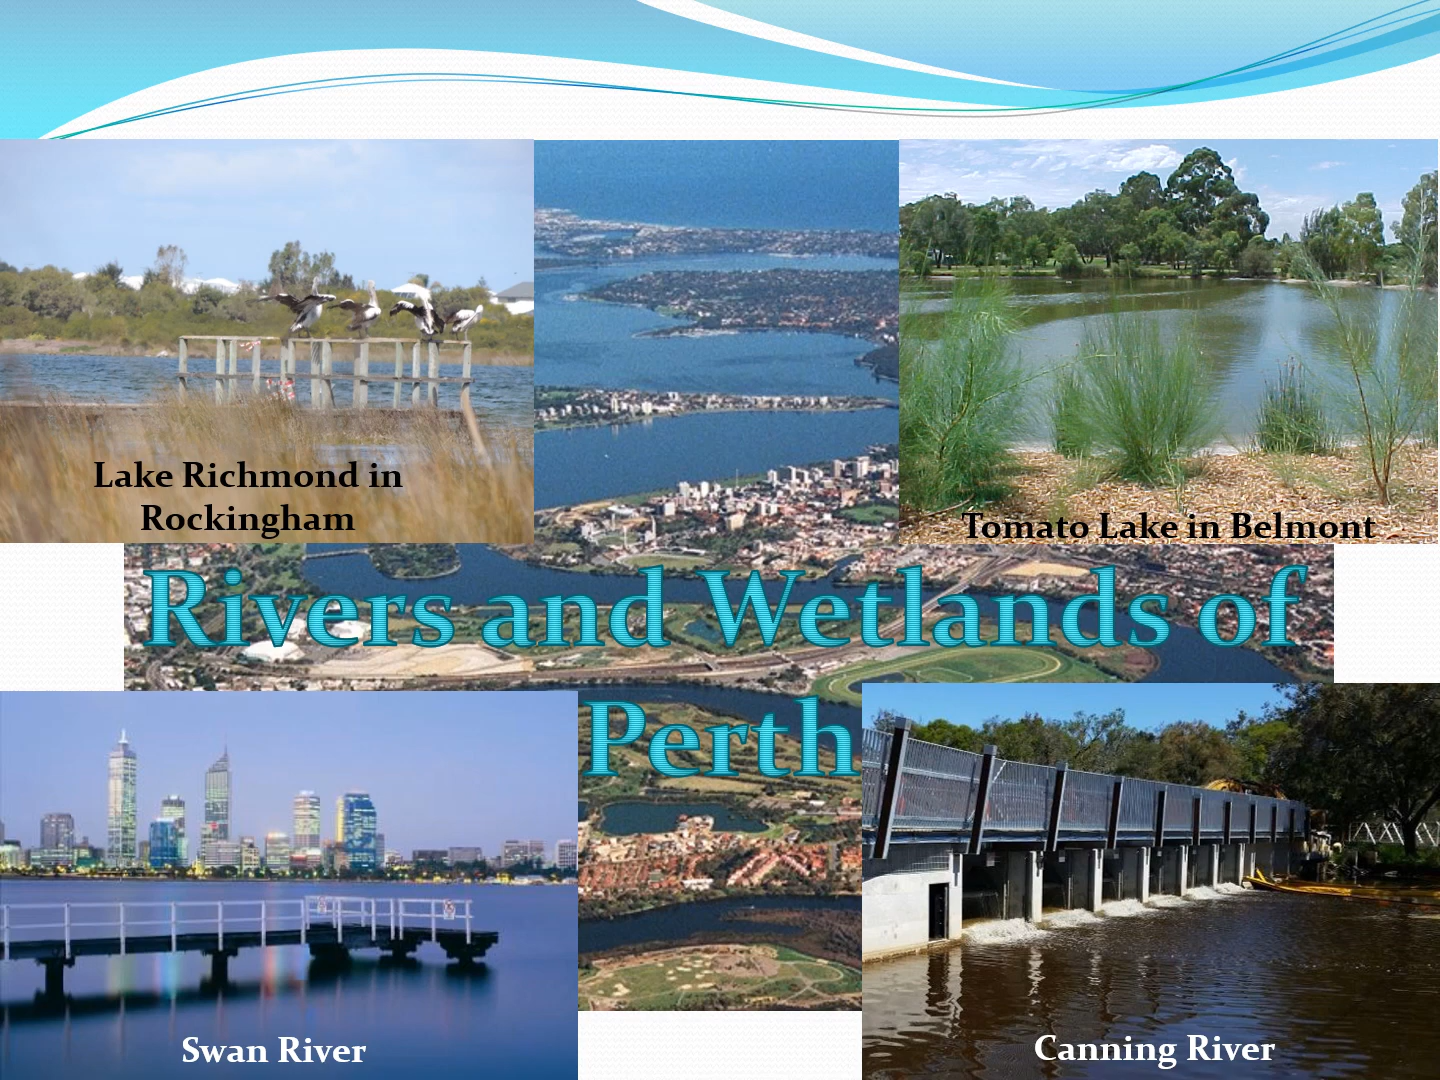 Lake Richmond in
Rockingham
Tomato Lake in Belmont
Rivers and Wetlands of
Perth
Swan River
Canning River